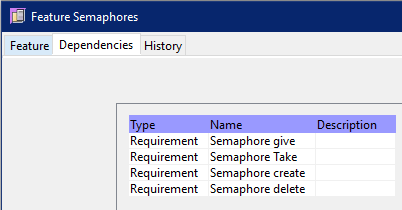 Feature Semaphores
Feature Dependencies History
Type Name Description
Requirement Semaphore give
Requirement Semaphore Take
Requirement Semaphore create
Requirement Semaphore delete